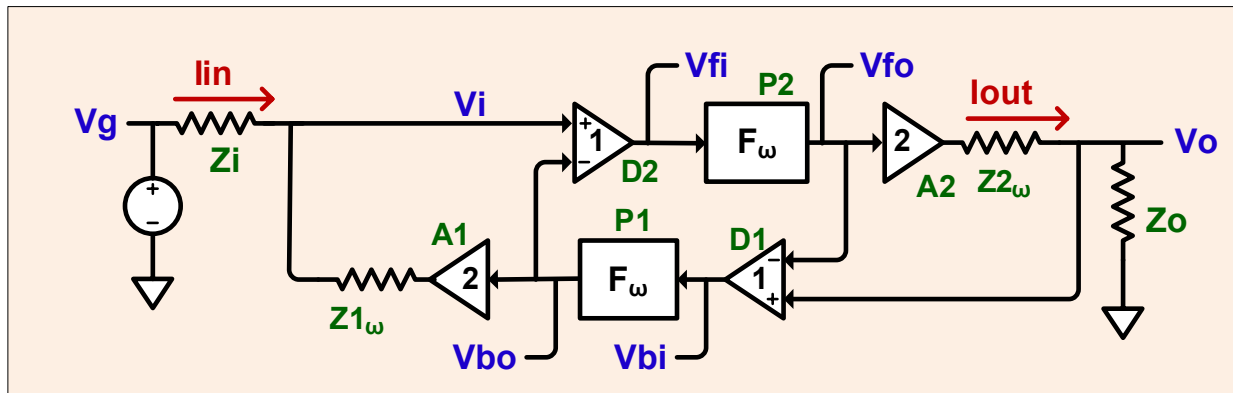 Iin
Vg
Zi
Vi
+
1
−
D2
Vfi
P2
Fω
Vfo
2
A2
Iout
Z2ω
Vo
Zo
+
−
A1
2
Z1ω
Vbo
P1
Fω
Vbi
D1
−
1
+